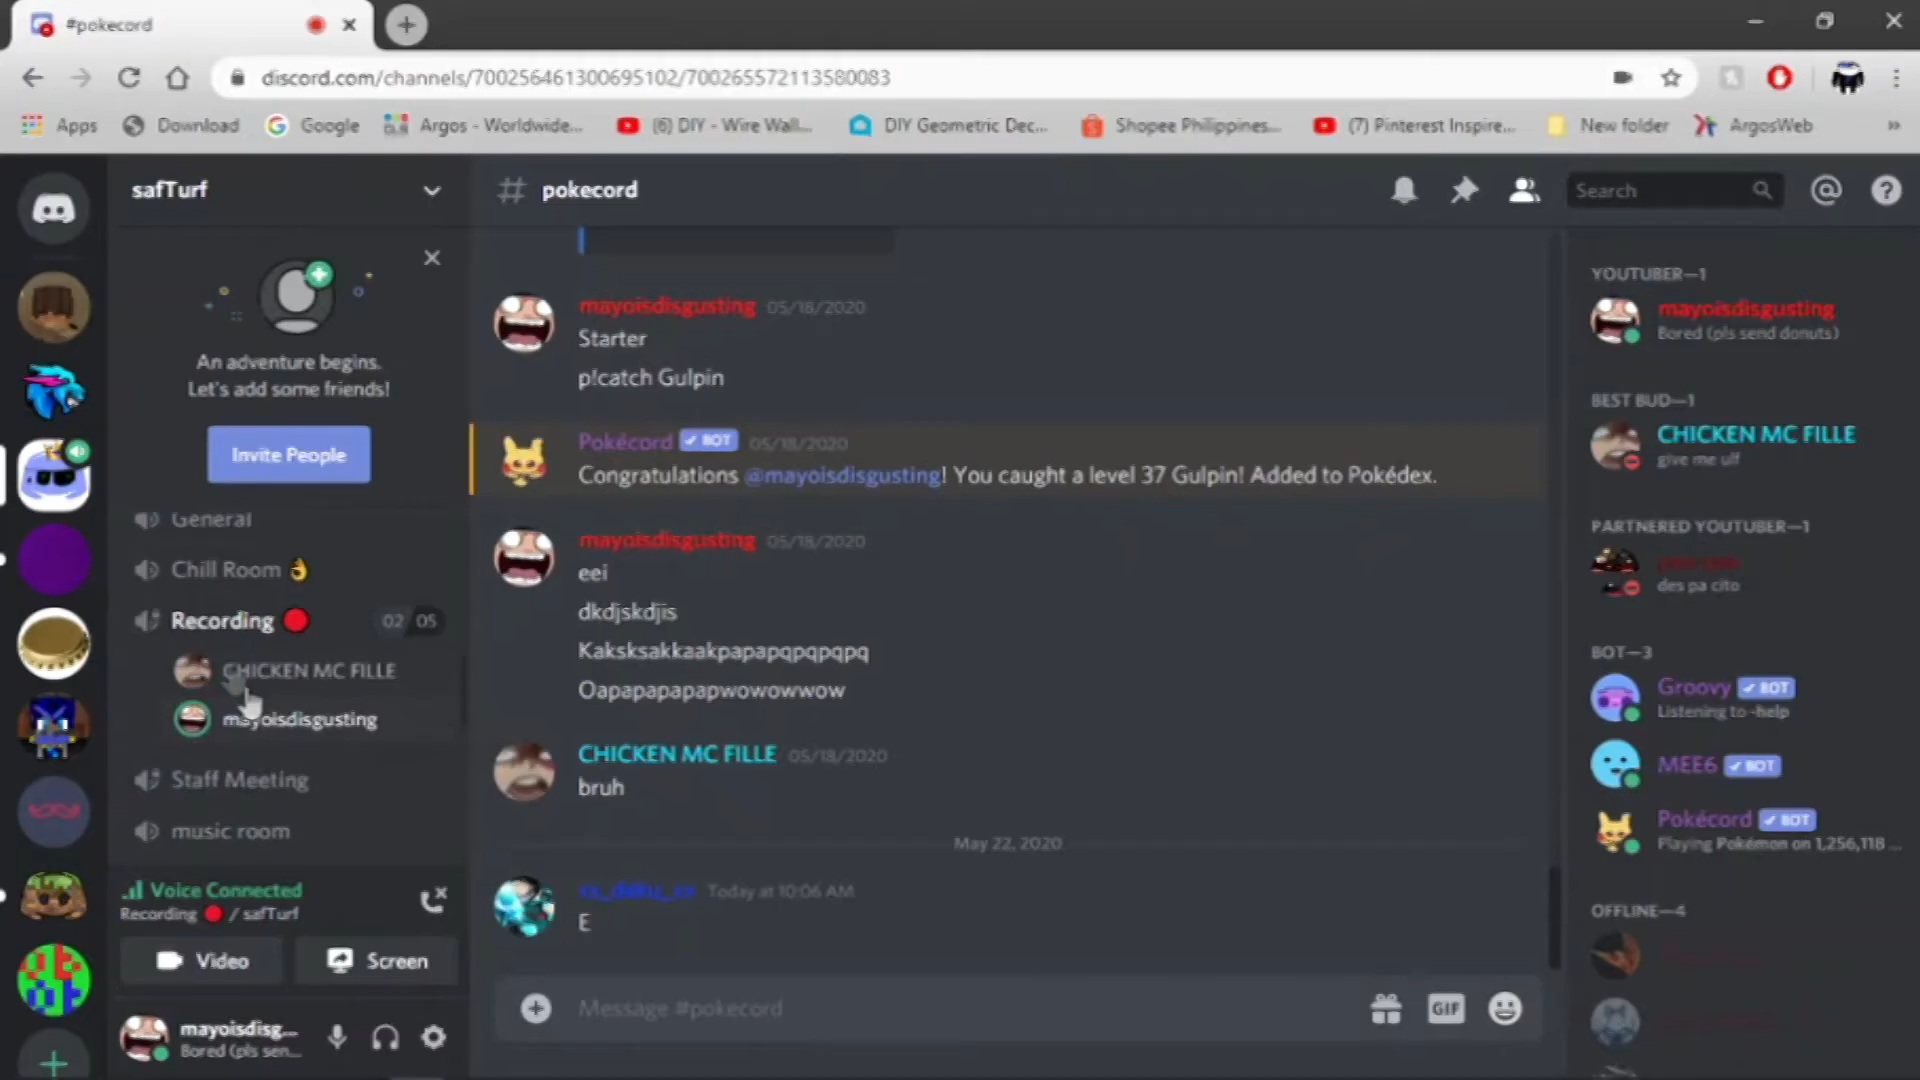 #pokecord
discord.com/channels/700256461300695102/700265572113580083
Apps Download Google Argos - Worldwide... (6) DIY - Wire Wall... DIY Geometric Dec... Shopee Philippines... (7) Pinterest Inspire... New folder ArgosWeb »
safTurf
An adventure begins.
Let's add some friends!
Invite People
General
Chill Room 👌
Recording 🔴 02 05
CHICKEN MC FILLE
mayoisdisgusting
Staff Meeting
music room
Voice Connected
Recording 🔴 / safTurf
Video Screen
mayoisdisg...
Bored (pls sen...
# pokecord
Search
mayoisdisgusting 05/18/2020
Starter
p!catch Gulpin
Pokécord ✓ BOT 05/18/2020
Congratulations @mayoisdisgusting! You caught a level 37 Gulpin! Added to Pokédex.
mayoisdisgusting 05/18/2020
eei
dkdjskdjis
Kaksksakkaakpapapqpqpqpq
Oapapapapapwowowwow
CHICKEN MC FILLE 05/18/2020
bruh
May 22, 2020
Today at 10:06 AM
E
Message #pokecord
GIF
YOUTUBER—1
mayoisdisgusting
Bored (pls send donuts)
BEST BUD—1
CHICKEN MC FILLE
give me ulf
PARTNERED YOUTUBER—1
des pa cito
BOT—3
Groovy ✓ BOT
Listening to -help
MEE6 ✓ BOT
Pokécord ✓ BOT
Playing Pokémon on 1,256,118 ...
OFFLINE—4